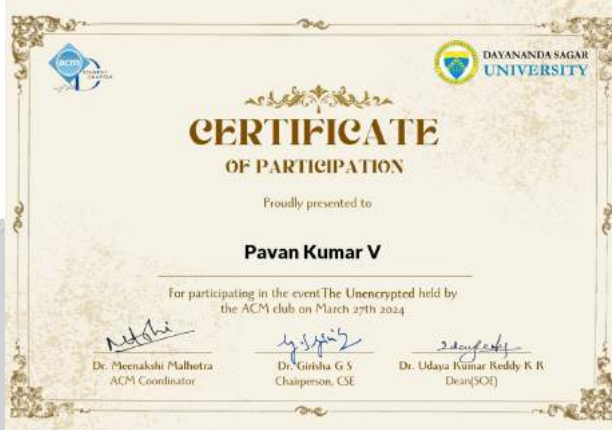 acm
STUDENT
CHAPTER
DAYANANDA SAGAR
UNIVERSITY
CERTIFICATE
OF PARTICIPATION
Proudly presented to
Pavan Kumar V
For participating in the event The Unencrypted held by
the ACM club on March 27th 2024
Dr. Meenakshi Malhotra
ACM Coordinator
Dr. Girisha G S
Chairperson, CSE
Dr. Udaya Kumar Reddy K R
Dean(SOE)